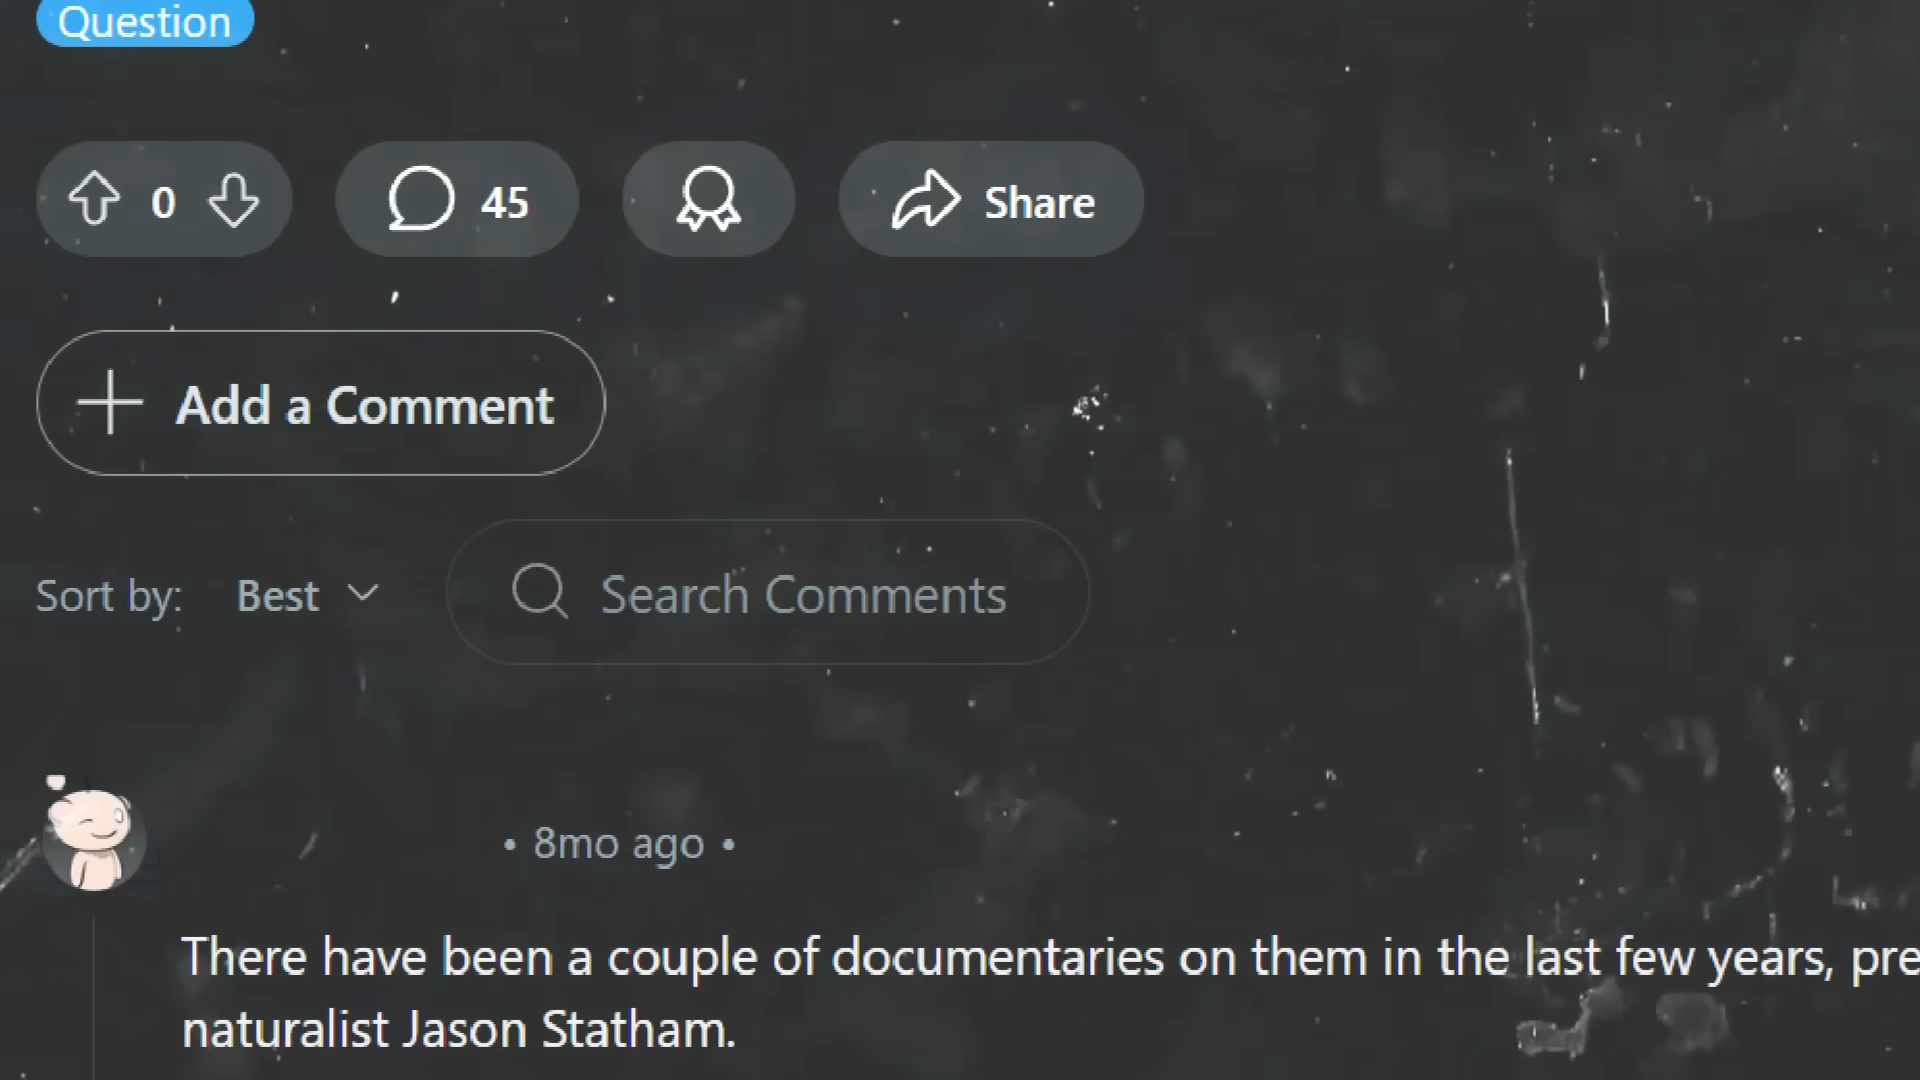 Question
0 45 Share
Add a Comment
Sort by: Best Search Comments
• 8mo ago •
There have been a couple of documentaries on them in the last few years,
naturalist Jason Statham.